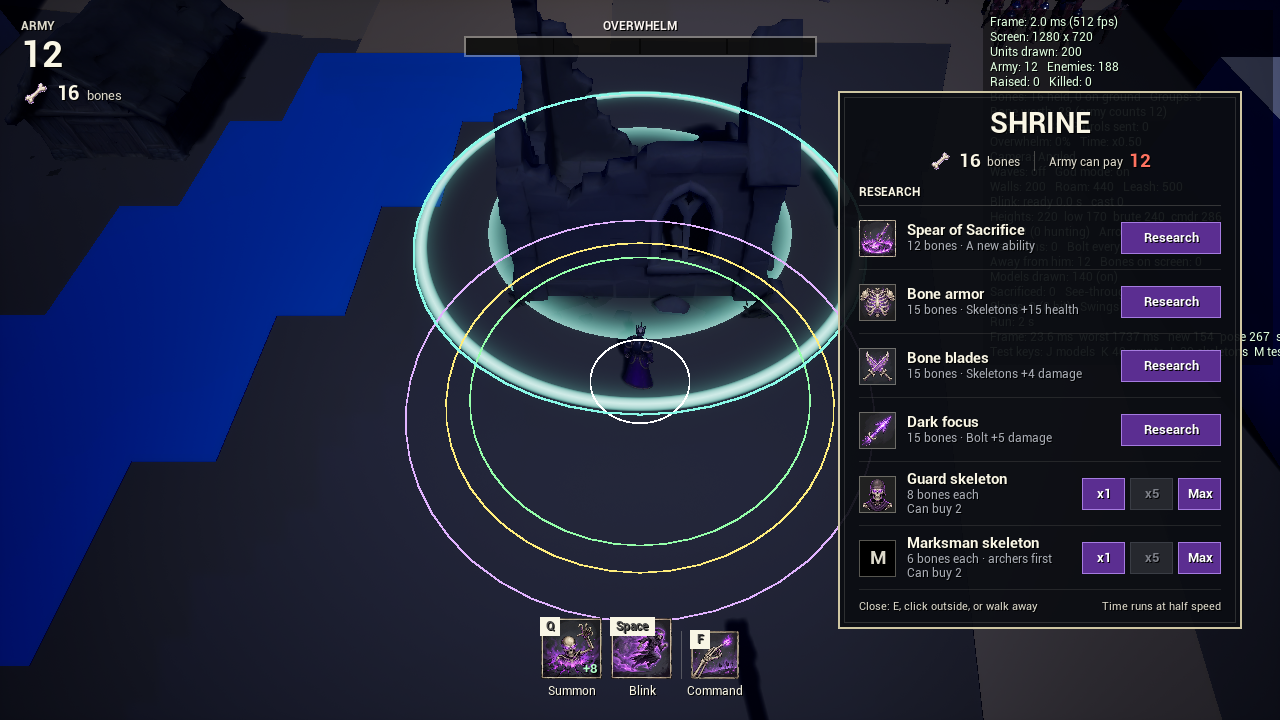 ARMY
12
16 bones
OVERWHELM
Frame: 2.0 ms (512 fps)
Screen: 1280 x 720
Units drawn: 200
Army: 12 Enemies: 188
Raised: 0 Killed: 0
SHRINE
16 bones Army can pay 12
RESEARCH
Spear of Sacrifice
12 bones · A new ability
Research
Bone armor
15 bones · Skeletons +15 health
Research
Bone blades
15 bones · Skeletons +4 damage
Research
Dark focus
15 bones · Bolt +5 damage
Research
Guard skeleton
8 bones each
Can buy 2
x1 x5 Max
M
Marksman skeleton
6 bones each · archers first
Can buy 2
x1 x5 Max
Close: E, click outside, or walk away
Time runs at half speed
Q
+8
Summon
Space
Blink
F
Command